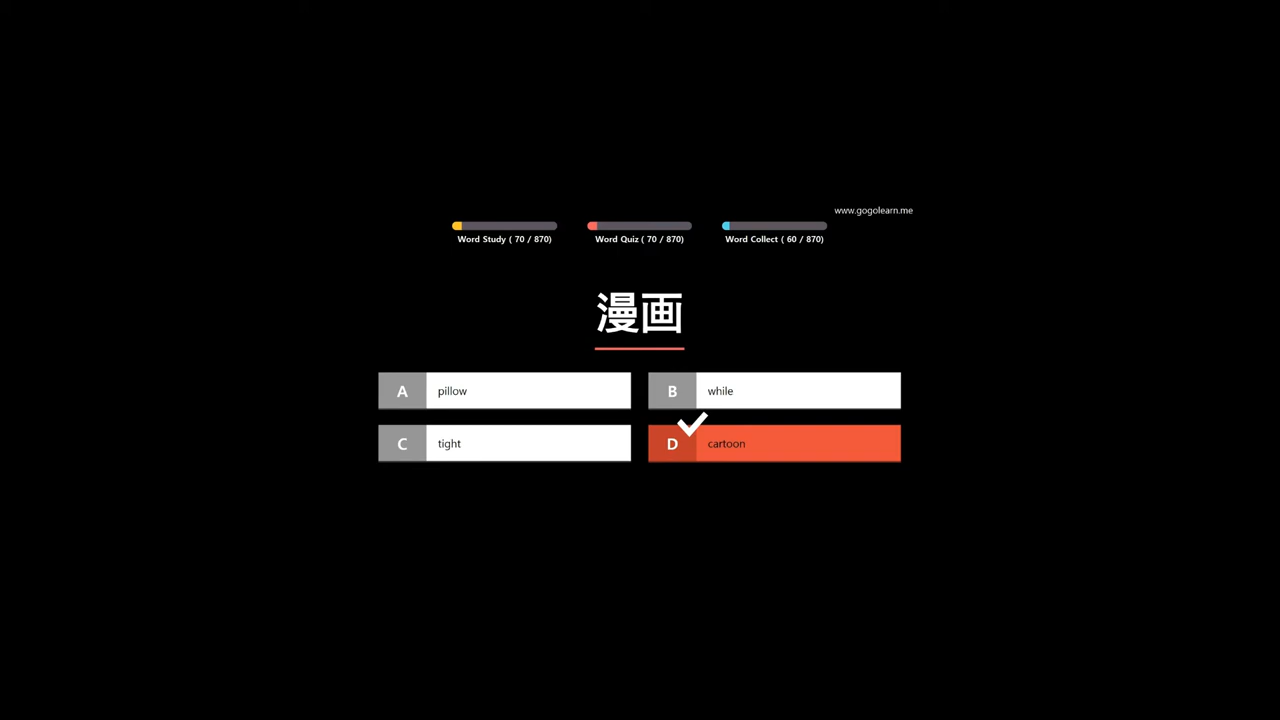 www.gogolearn.me
Word Study ( 70 / 870)
Word Quiz ( 70 / 870)
Word Collect ( 60 / 870)
漫画
A pillow
B while
C tight
D cartoon